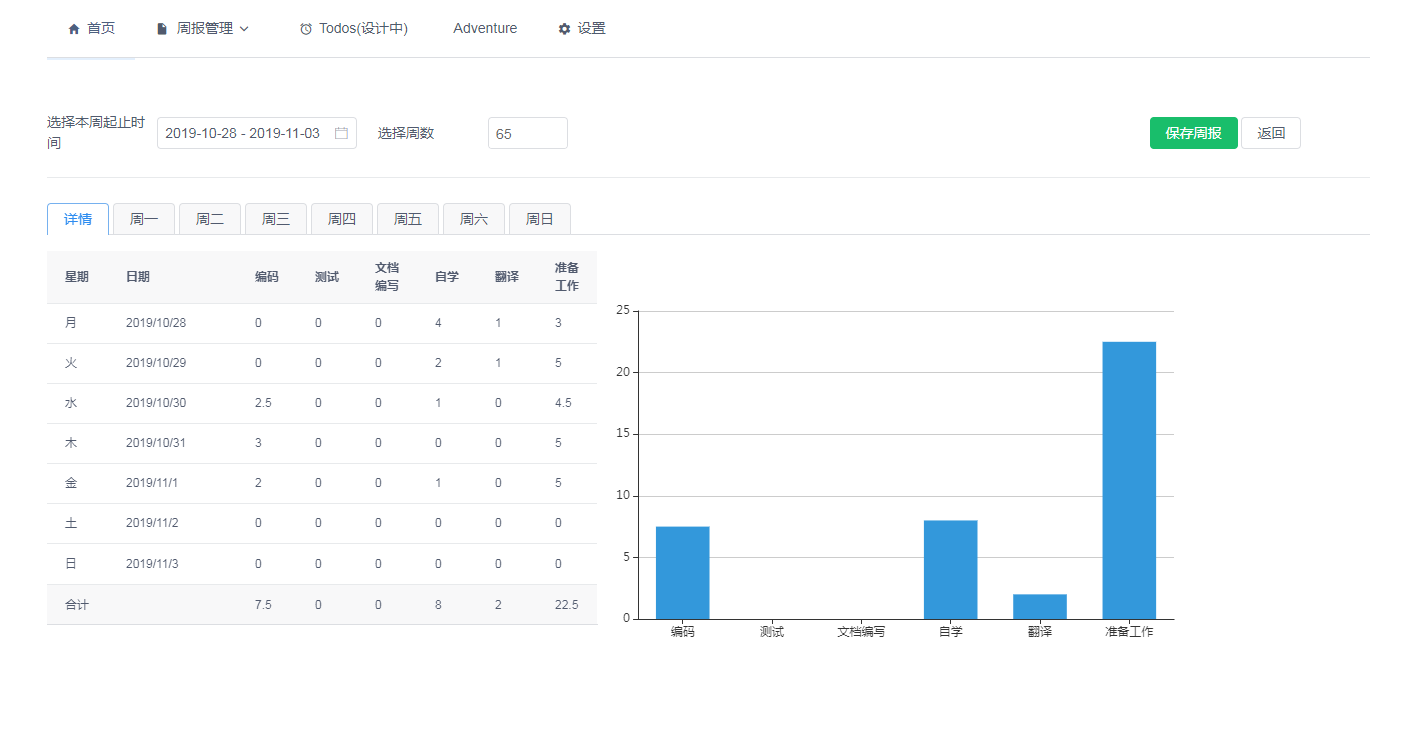 首页 周报管理 Todos(设计中) Adventure 设置
选择本周起止时
间
2019-10-28 - 2019-11-03 选择周数 65 保存周报 返回
详情 周一 周二 周三 周四 周五 周六 周日
星期 日期 编码 测试 文档 自学 翻译 准备
编写 工作
月 2019/10/28 0 0 0 4 1 3
火 2019/10/29 0 0 0 2 1 5
水 2019/10/30 2.5 0 0 1 0 4.5
木 2019/10/31 3 0 0 0 0 5
金 2019/11/1 2 0 0 1 0 5
土 2019/11/2 0 0 0 0 0 0
日 2019/11/3 0 0 0 0 0 0
合计 7.5 0 0 8 2 22.5
25
20
15
10
5
0
编码 测试 文档编写 自学 翻译 准备工作